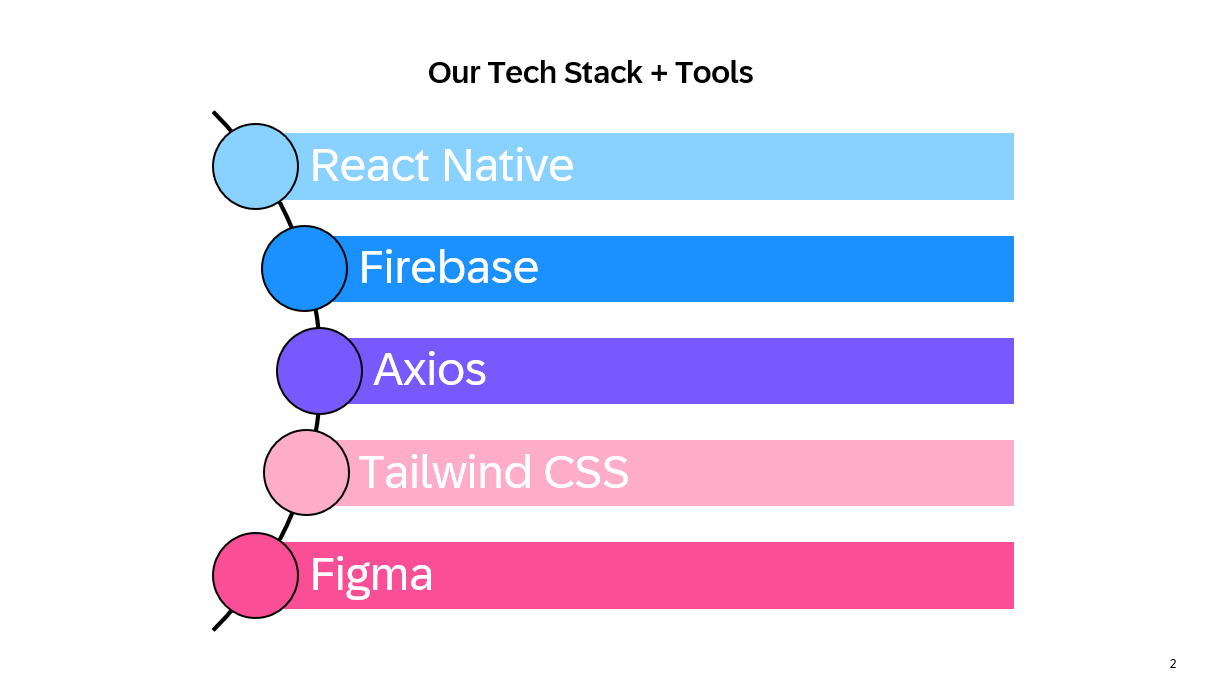 Our Tech Stack + Tools
React Native
Firebase
Axios
Tailwind CSS
Figma
2